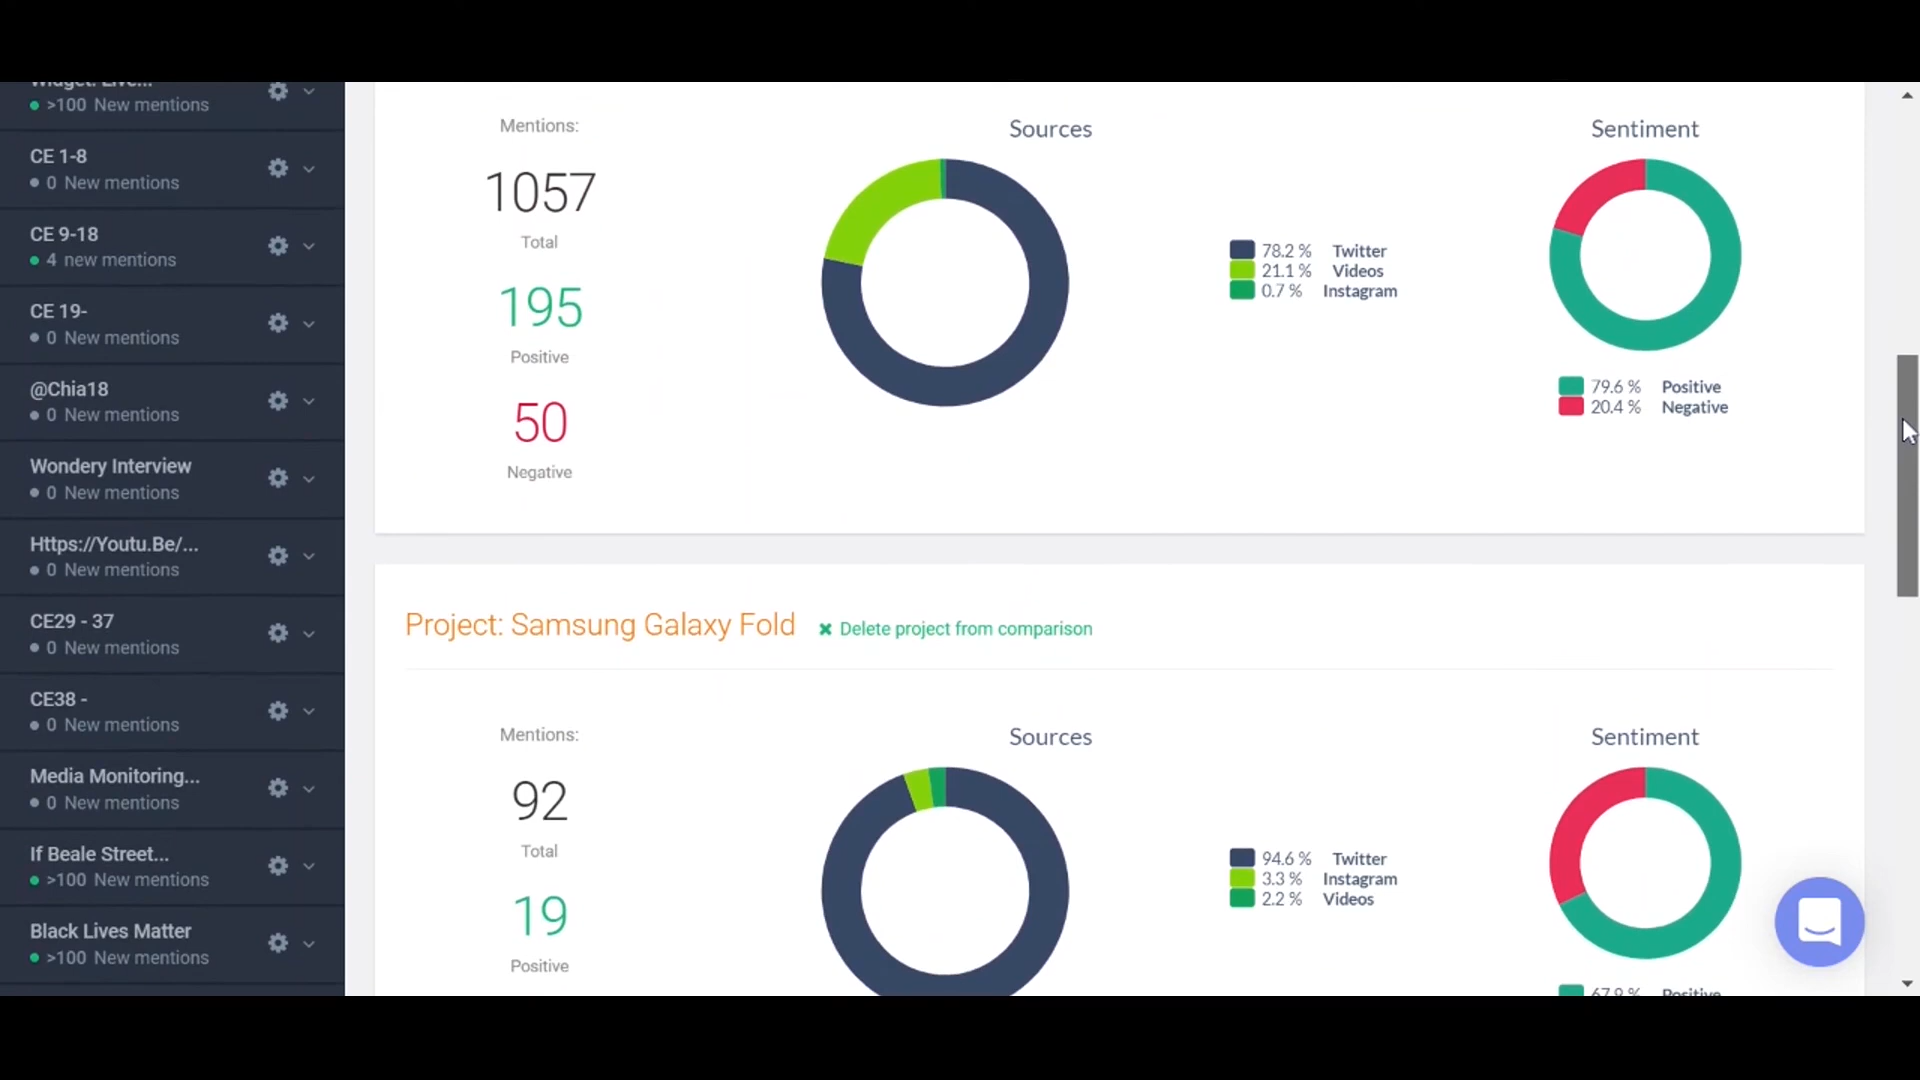 Widget: Live...
>100 New mentions
CE 1-8
0 New mentions
CE 9-18
4 new mentions
CE 19-
0 New mentions
@Chia18
0 New mentions
Wondery Interview
0 New mentions
Https://Youtu.Be/...
0 New mentions
CE29 - 37
0 New mentions
CE38 -
0 New mentions
Media Monitoring...
0 New mentions
If Beale Street...
>100 New mentions
Black Lives Matter
>100 New mentions
Mentions:
1057
Total
195
Positive
50
Negative
Sources
78.2 % Twitter
21.1 % Videos
0.7 % Instagram
Sentiment
79.6 % Positive
20.4 % Negative
Project: Samsung Galaxy Fold
Delete project from comparison
Mentions:
92
Total
19
Positive
Sources
94.6 % Twitter
3.3 % Instagram
2.2 % Videos
Sentiment
67.9 % Positive